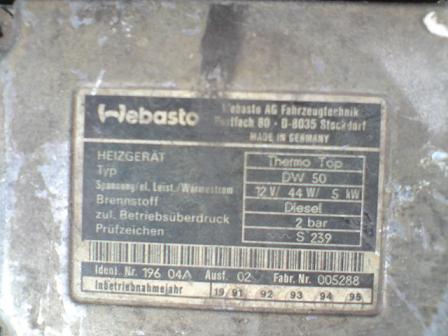 Webasto
Webasto AG Fahrzeugtechnik
Postfach 80 · D-8035 Stockdorf
MADE IN GERMANY
HEIZGERÄT Thermo Top
Typ DW 50
Spannung/el. Leist./Wärmestrom 12 V/ 44 W/ 5 kW
Brennstoff Diesel
zul. Betriebsüberdruck 2 bar
Prüfzeichen ~ S 239
Ident. Nr. 196 04A Ausf. 02 Fabr. Nr. 005288
Inbetriebnahmejahr 19/91 92 93 94 95